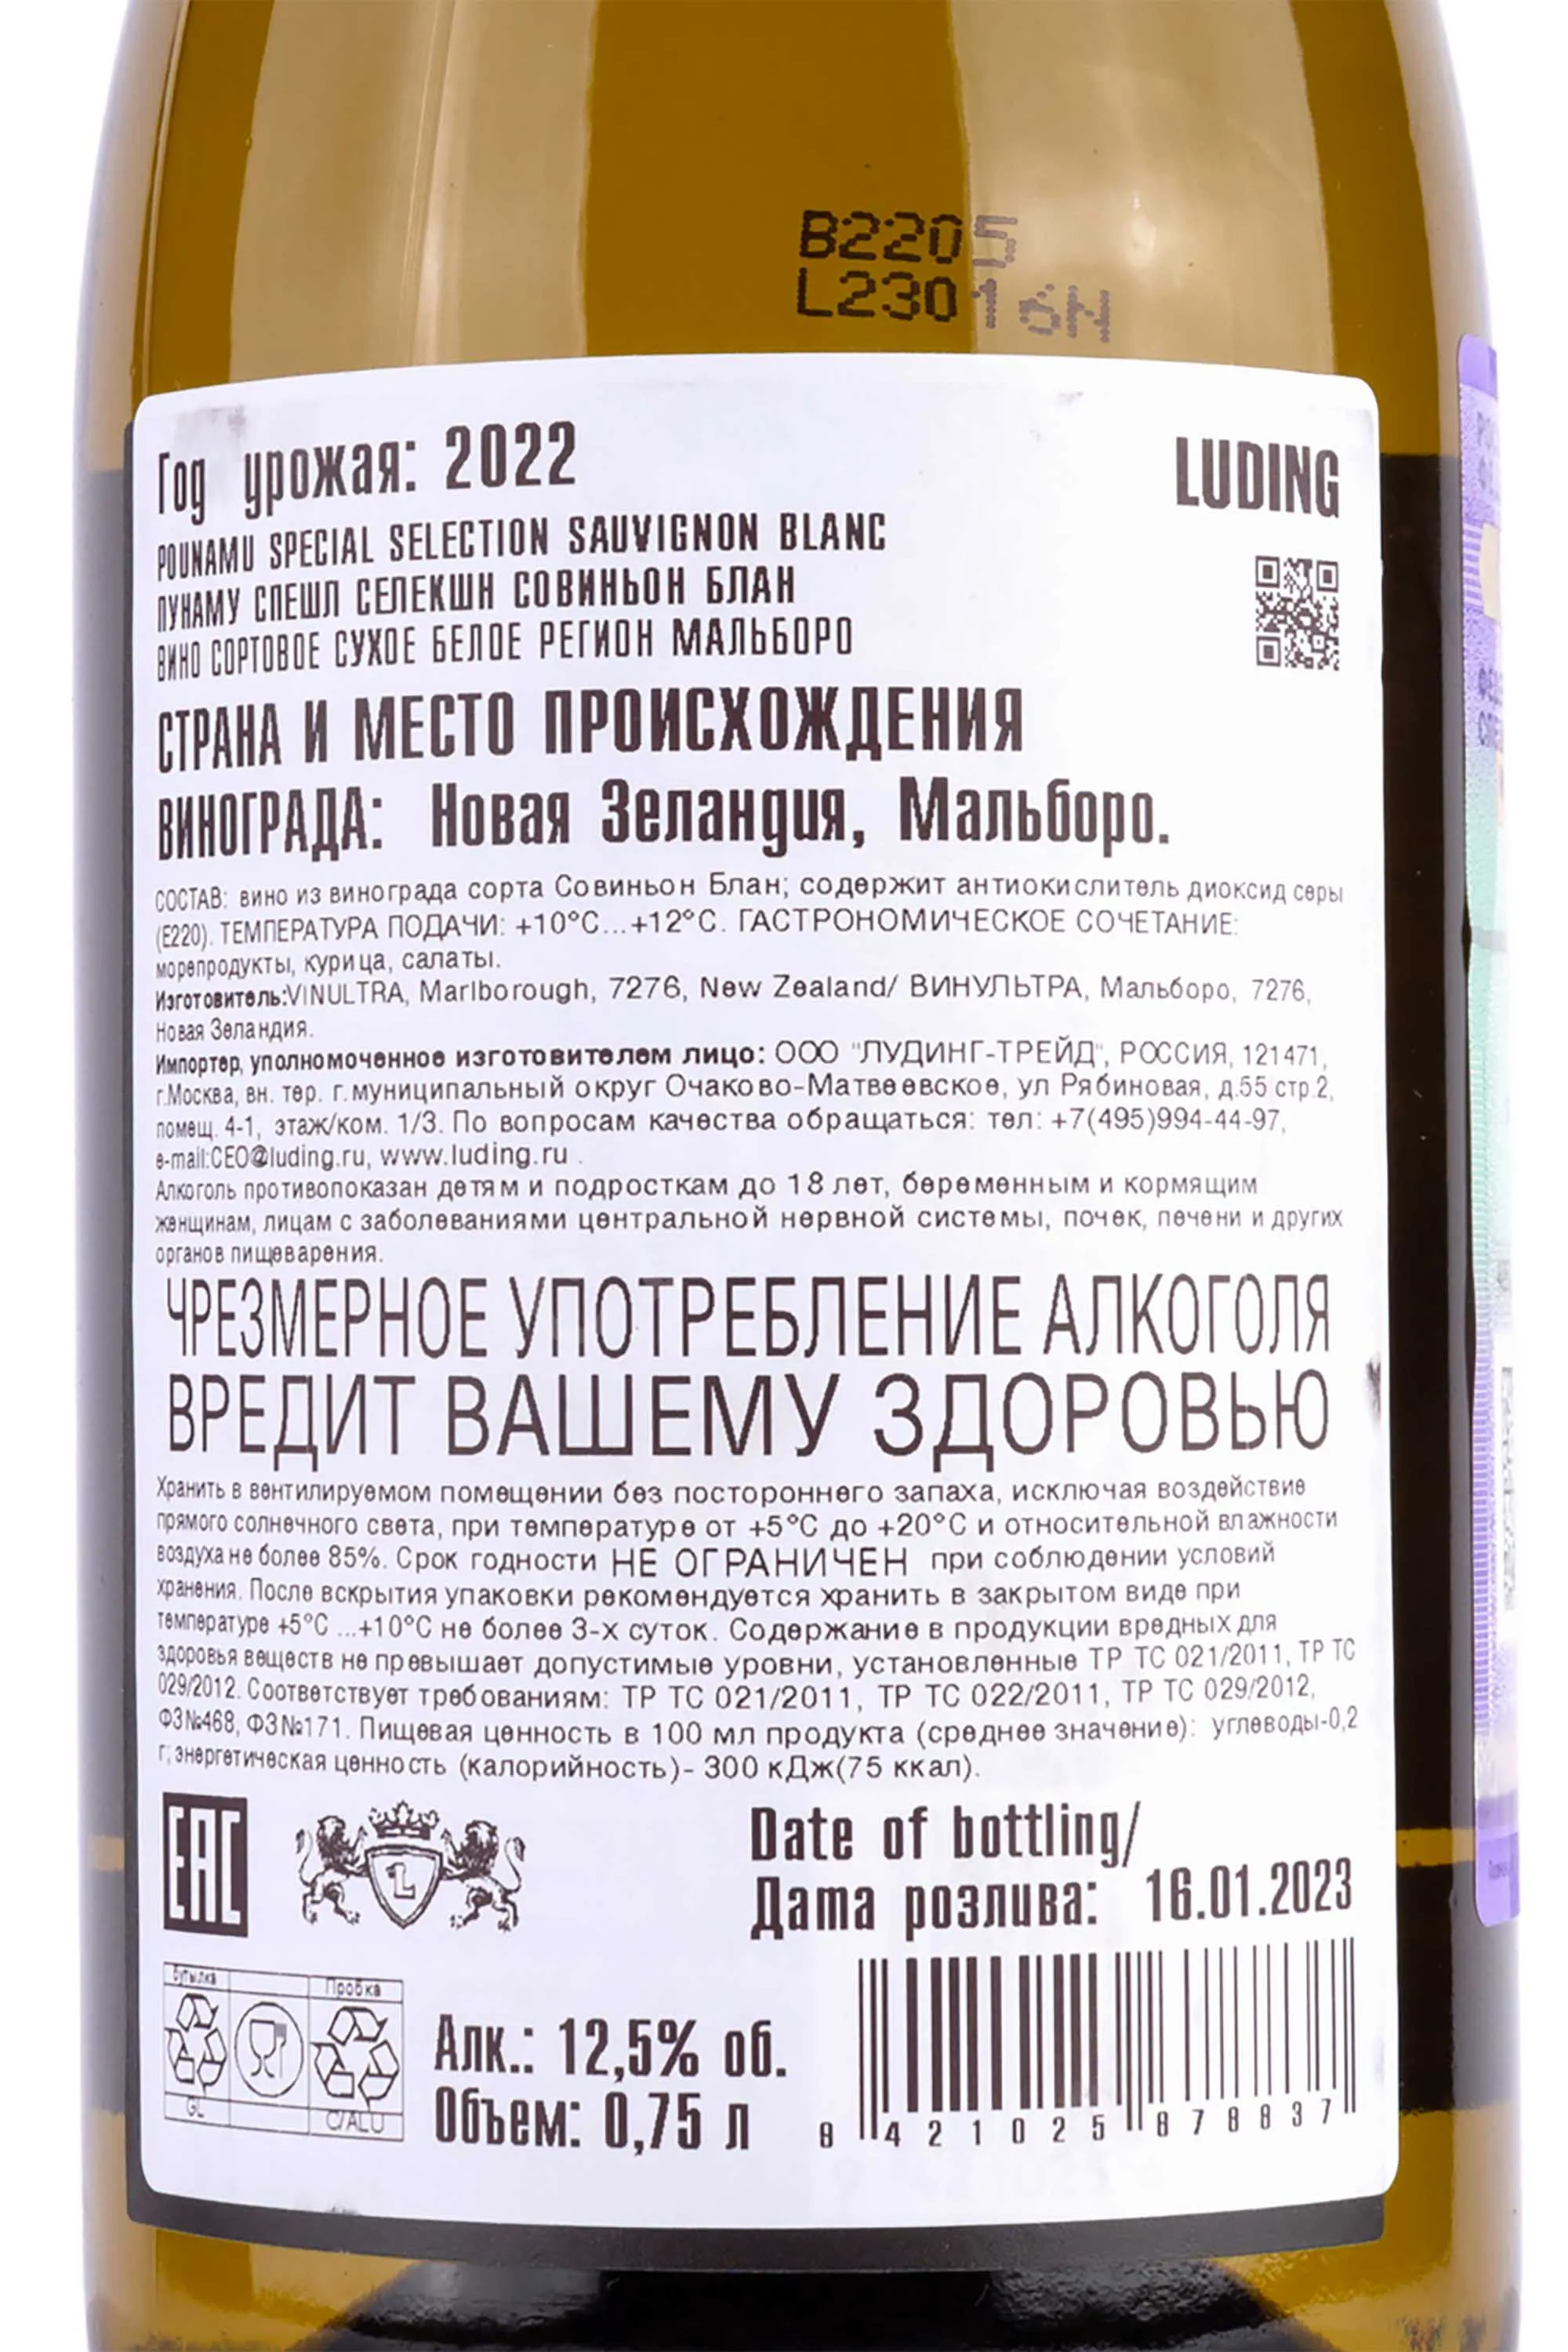 B220
L230
Год урожая: 2022
LUDING
POUNAMU SPECIAL SELECTION SAUVIGNON BLANC
ПУНАМУ СПЕШЛ СЕЛЕКШН СОВИНЬОН БЛАН
ВИНО СОРТОВОЕ СУХОЕ БЕЛОЕ РЕГИОН МАЛЬБОРО
СТРАНА И МЕСТО ПРОИСХОЖДЕНИЯ
ВИНОГРАДА: Новая Зеландия, Мальборо.
СОСТАВ: вино из винограда сорта Совиньон Блан; содержит антиокислитель диоксид серы
(Е220). ТЕМПЕРАТУРА ПОДАЧИ: +10°С...+12°С. ГАСТРОНОМИЧЕСКОЕ СОЧЕТАНИЕ:
морепродукты, курица, салаты.
Изготовитель:VINULTRA, Marlborough, 7276, New Zealand/ ВИНУЛЬТРА, Мальборо, 7276,
Новая Зеландия.
Импортер, уполномоченное изготовителем лицо: ООО "ЛУДИНГ-ТРЕЙД", РОССИЯ, 121471,
г.Москва, вн. тер. г.муниципальный округ Очаково-Матвеевское, ул Рябиновая, д.55 стр.2,
помещ. 4-1, этаж/ком. 1/3. По вопросам качества обращаться: тел: +7(495)994-44-97,
e-mail:CEO@luding.ru, www.luding.ru .
Алкоголь противопоказан детям и подросткам до 18 лет, беременным и кормящим
женщинам, лицам с заболеваниями центральной нервной системы, почек, печени и других
органов пищеварения.
ЧРЕЗМЕРНОЕ УПОТРЕБЛЕНИЕ АЛКОГОЛЯ
ВРЕДИТ ВАШЕМУ ЗДОРОВЬЮ
Хранить в вентилируемом помещении без постороннего запаха, исключая воздействие
прямого солнечного света, при температуре от +5°С до +20°С и относительной влажности
воздуха не более 85%. Срок годности НЕ ОГРАНИЧЕН при соблюдении условий
хранения. После вскрытия упаковки рекомендуется хранить в закрытом виде при
температуре +5°С ...+10°С не более 3-х суток. Содержание в продукции вредных для
здоровья веществ не превышает допустимые уровни, установленные ТР ТС 021/2011, ТР ТС
029/2012. Соответствует требованиям: ТР ТС 021/2011, ТР ТС 022/2011, ТР ТС 029/2012,
ФЗ№468, ФЗ№171. Пищевая ценность в 100 мл продукта (среднее значение): углеводы-0,2
г; энергетическая ценность (калорийность)- 300 кДж(75 ккал).
EAC
L
Date of bottling/
Дата розлива: 16.01.2023
Бутылка
Пробка
GL
C/ALU
Алк.: 12,5% об.
Объем: 0,75 л
9 421025 878837